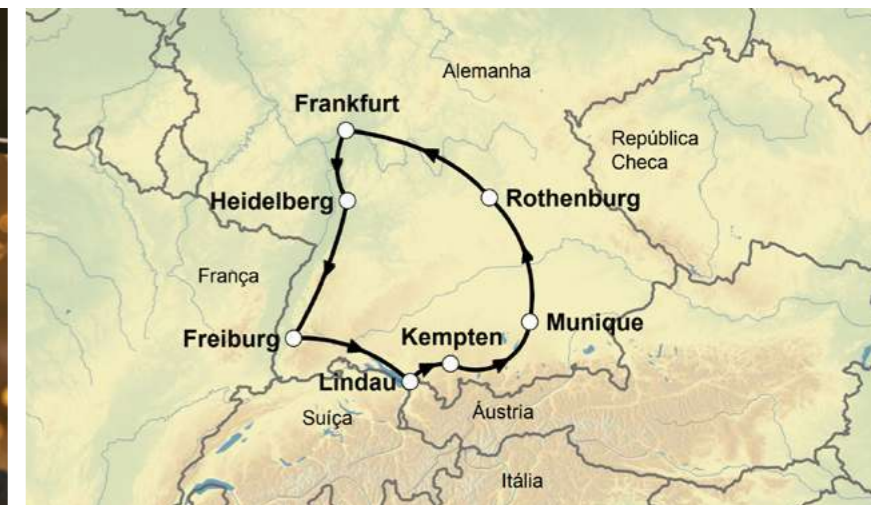 Alemanha
Frankfurt
República
Checa
Heidelberg
Rothenburg
França
Freiburg
Kempten
Munique
Lindau
Suíça
Áustria
Itália